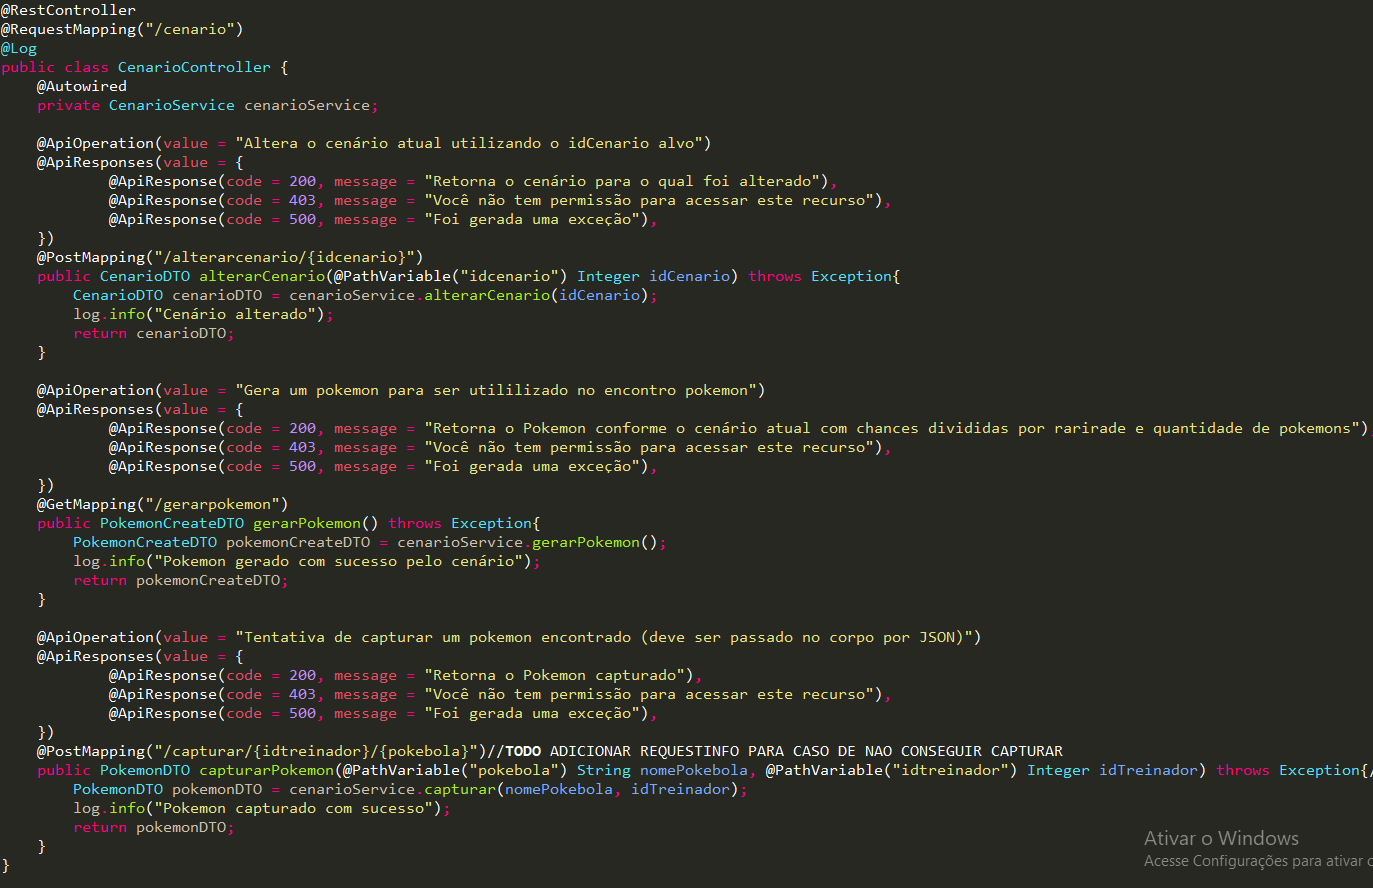 @RestController
@RequestMapping("/cenario")
@Log
public class CenarioController {
    @Autowired
    private CenarioService cenarioService;

    @ApiOperation(value = "Altera o cenário atual utilizando o idCenario alvo")
    @ApiResponses(value = {
            @ApiResponse(code = 200, message = "Retorna o cenário para o qual foi alterado"),
            @ApiResponse(code = 403, message = "Você não tem permissão para acessar este recurso"),
            @ApiResponse(code = 500, message = "Foi gerada uma exceção"),
    })
    @PostMapping("/alterarcenario/{idcenario}")
    public CenarioDTO alterarCenario(@PathVariable("idcenario") Integer idCenario) throws Exception{
        CenarioDTO cenarioDTO = cenarioService.alterarCenario(idCenario);
        log.info("Cenário alterado");
        return cenarioDTO;
    }

    @ApiOperation(value = "Gera um pokemon para ser utililizado no encontro pokemon")
    @ApiResponses(value = {
            @ApiResponse(code = 200, message = "Retorna o Pokemon conforme o cenário atual com chances divididas por rarirade e quantidade de pokemons")
            @ApiResponse(code = 403, message = "Você não tem permissão para acessar este recurso"),
            @ApiResponse(code = 500, message = "Foi gerada uma exceção"),
    })
    @GetMapping("/gerarpokemon")
    public PokemonCreateDTO gerarPokemon() throws Exception{
        PokemonCreateDTO pokemonCreateDTO = cenarioService.gerarPokemon();
        log.info("Pokemon gerado com sucesso pelo cenário");
        return pokemonCreateDTO;
    }

    @ApiOperation(value = "Tentativa de capturar um pokemon encontrado (deve ser passado no corpo por JSON)")
    @ApiResponses(value = {
            @ApiResponse(code = 200, message = "Retorna o Pokemon capturado"),
            @ApiResponse(code = 403, message = "Você não tem permissão para acessar este recurso"),
            @ApiResponse(code = 500, message = "Foi gerada uma exceção"),
    })
    @PostMapping("/capturar/{idtreinador}/{pokebola}")//TODO ADICIONAR REQUESTINFO PARA CASO DE NAO CONSEGUIR CAPTURAR
    public PokemonDTO capturarPokemon(@PathVariable("pokebola") String nomePokebola, @PathVariable("idtreinador") Integer idTreinador) throws Exception{/
        PokemonDTO pokemonDTO = cenarioService.capturar(nomePokebola, idTreinador);
        log.info("Pokemon capturado com sucesso");
        return pokemonDTO;
    }
}
Ativar o Windows
Acesse Configurações para ativar